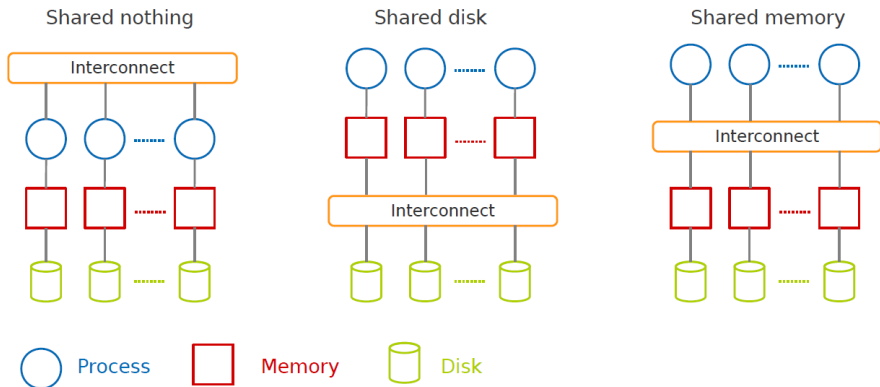 Shared nothing
Shared disk
Shared memory
Interconnect
Interconnect
Interconnect
Process
Memory
Disk